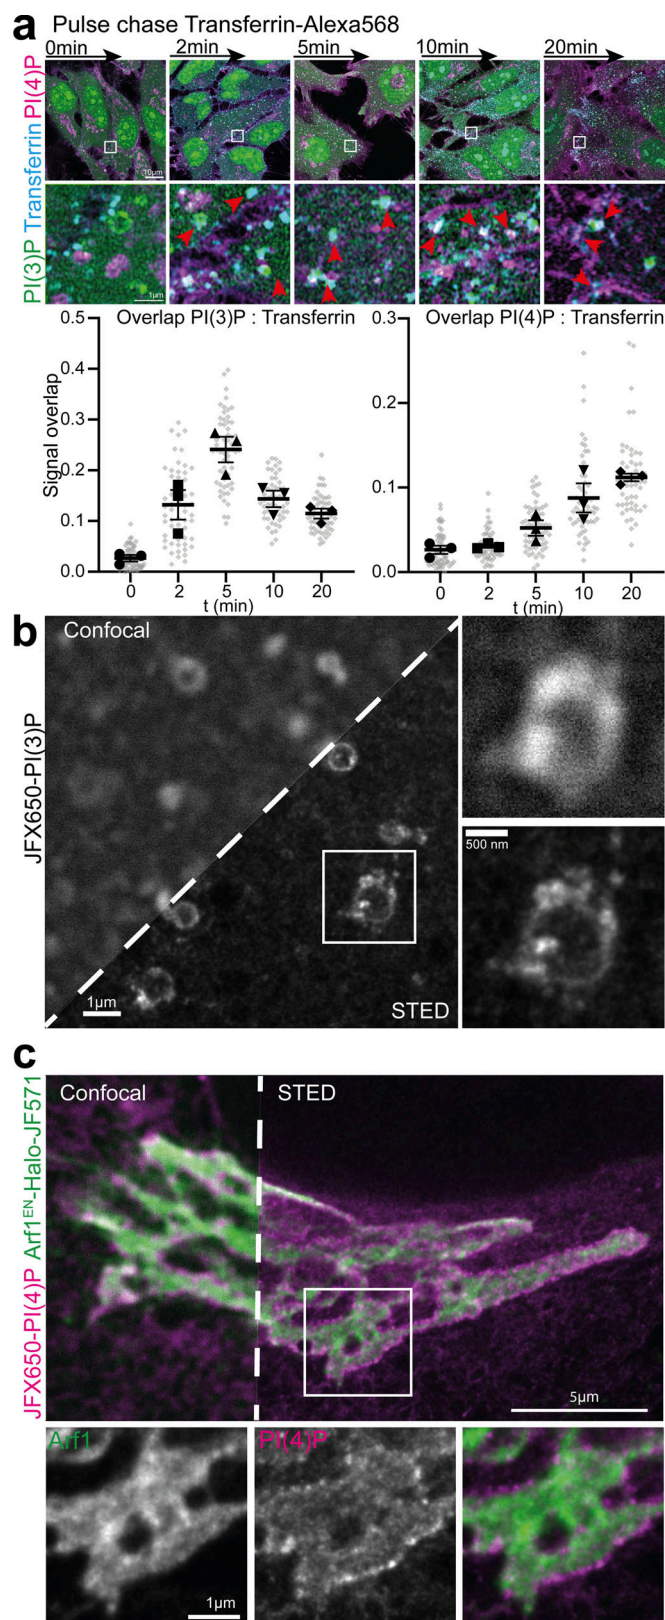 a Pulse chase Transferrin-Alexa568
0min 2min 5min 10min 20min
PI(3)P Transferrin PI(4)P
10µm
1µm
Overlap PI(3)P : Transferrin
Signal overlap
0.5
0.4
0.3
0.2
0.1
0.0
0 2 5 10 20
t (min)
Overlap PI(4)P : Transferrin
0.3
0.2
0.1
0.0
0 2 5 10 20
t (min)
b
JFX650-PI(3)P
Confocal
STED
1µm
500 nm
c
JFX650-PI(4)P Arf1ᴱᴺ-Halo-JF571
Confocal
STED
5µm
Arf1
PI(4)P
1µm